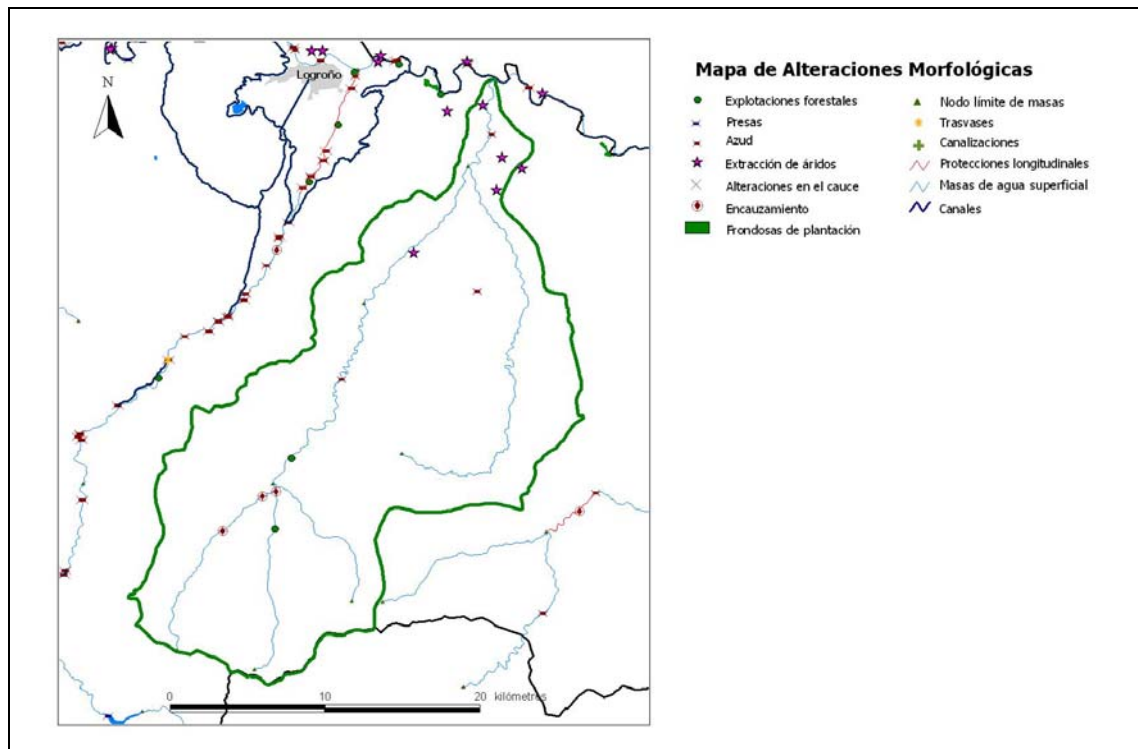 N
Logroño
0
10
20 kilómetros
Mapa de Alteraciones Morfológicas
Explotaciones forestales
Presas
Azud
Extracción de áridos
Alteraciones en el cauce
Encauzamiento
Frondosas de plantación
Nodo límite de masas
Trasvases
Canalizaciones
Protecciones longitudinales
Masas de agua superficial
Canales